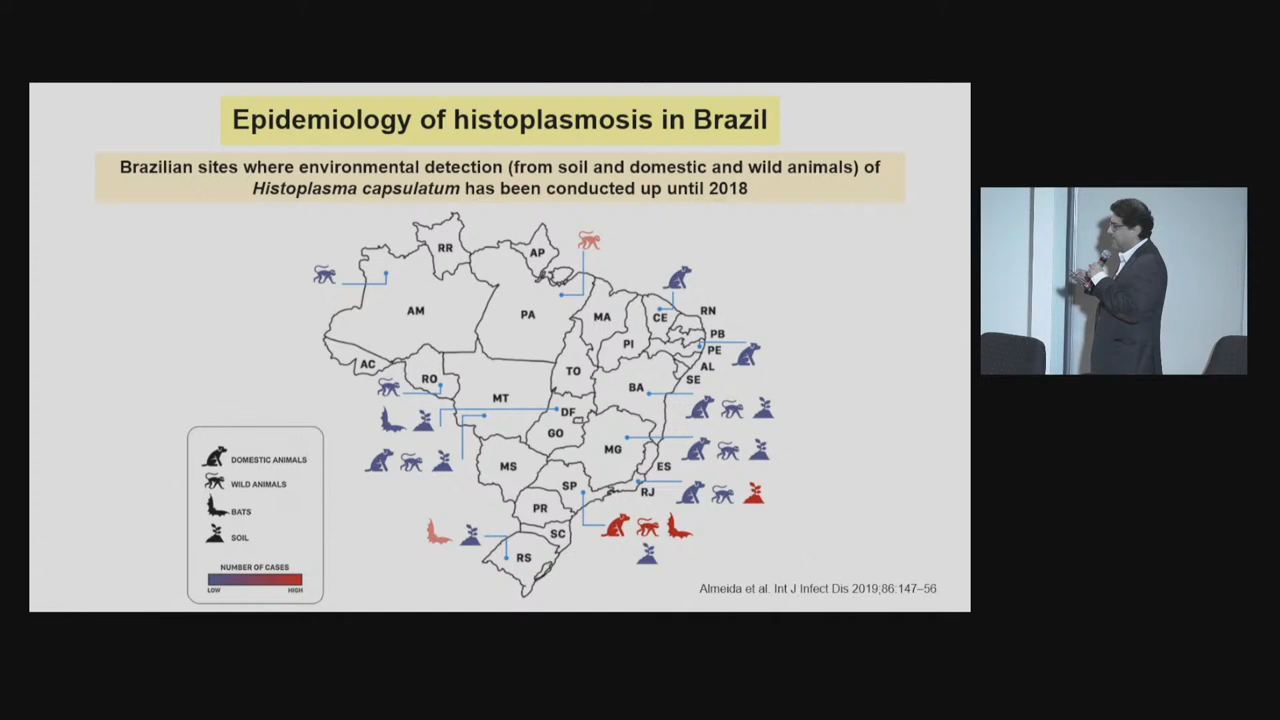 Epidemiology of histoplasmosis in Brazil
Brazilian sites where environmental detection (from soil and domestic and wild animals) of
Histoplasma capsulatum has been conducted up until 2018
RR
AP
AM
PA
MA
CE
RN
PB
PI
PE
AL
AC
SE
RO
TO
BA
MT
DF
GO
MG
MS
ES
SP
RJ
PR
SC
RS
DOMESTIC ANIMALS
WILD ANIMALS
BATS
SOIL
NUMBER OF CASES
LOW HIGH
Almeida et al. Int J Infect Dis 2019;86:147–56